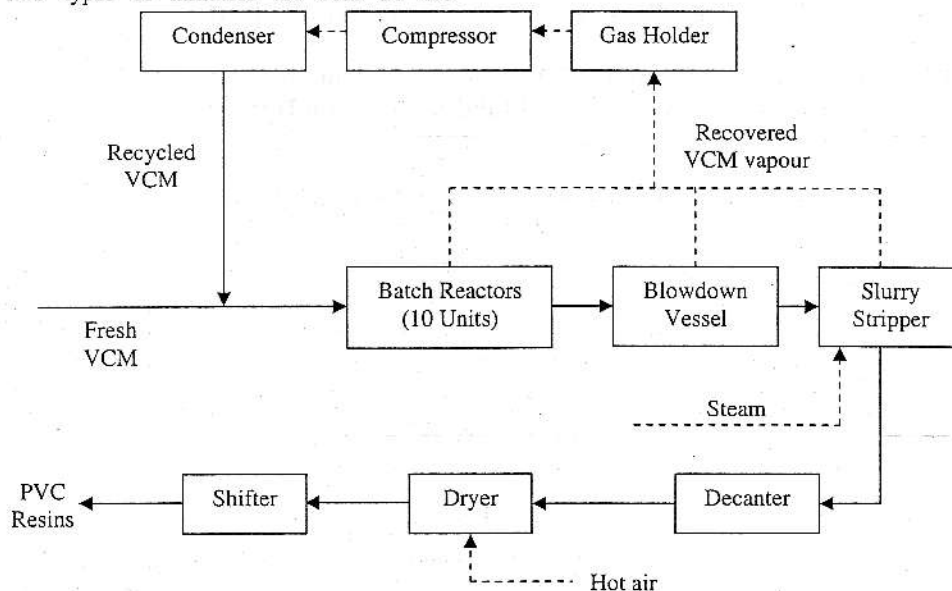 Condenser
Compressor
Gas Holder
Recycled
VCM
Recovered
VCM vapour
Batch Reactors
(10 Units)
Blowdown
Vessel
Slurry
Stripper
Fresh
VCM
Steam
PVC
Resins
Shifter
Dryer
Decanter
Hot air